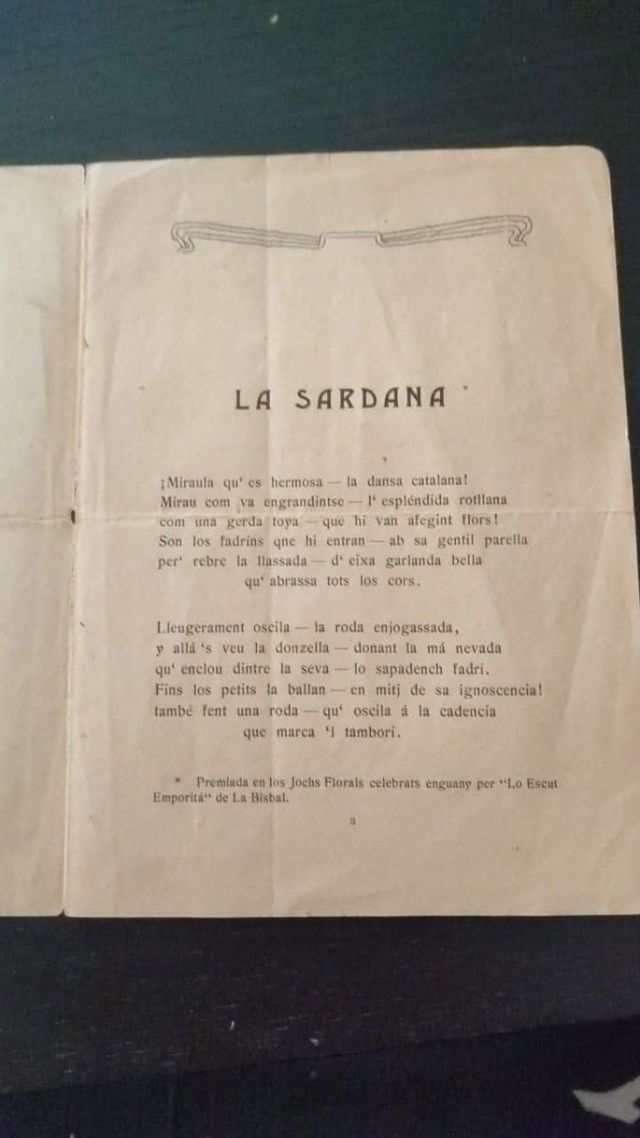 LA SARDANA *
¡Miraula qu‘ es hermosa — la dansa catalana!
Mirau com va engrandintse — l‘ espléndida rotllana
com una gerda toya — que hi van afegint flors!
Son los fadrins qne hi entran — ab sa gentil parella
per‘ rebre la llassada — d‘ eixa garlanda bella
qu‘ abrassa tots los cors.
Lleugerament oscila — la roda enjogassada,
y allá ‘s veu la donzella — donant la má nevada
qu‘ enclou dintre la seva — lo sapadench fadrí.
Fins los petits la ballan — en mitj de sa ignoscencia!
també fent una roda — qu‘ oscila á la cadencia
que marca ‘l tamborí.
* Premiada en los Jochs Florals celebrats enguany per “Lo Escut
Emporitá“ de La Bisbal.